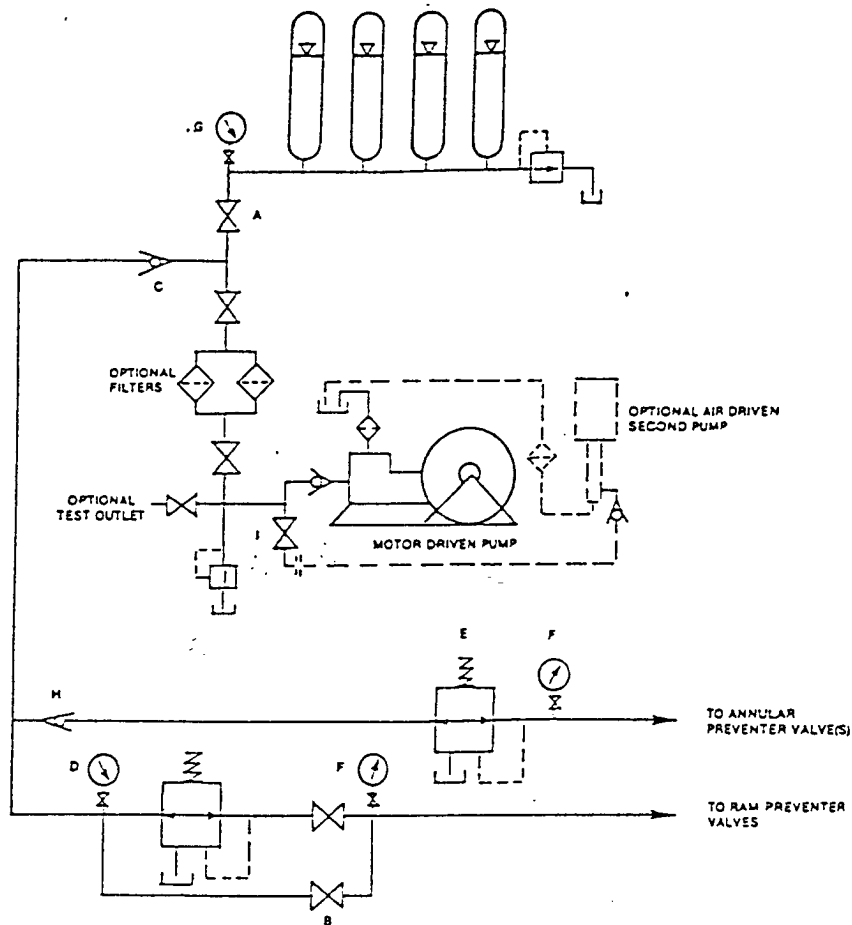 .G
A
C
OPTIONAL
FILTERS
OPTIONAL AIR DRIVEN
SECOND PUMP
OPTIONAL
TEST OUTLET
I
MOTOR DRIVEN PUMP
E
F
H
TO ANNULAR
PREVENTER VALVE(S)
D
F
TO RAM PREVENTER
VALVES
B